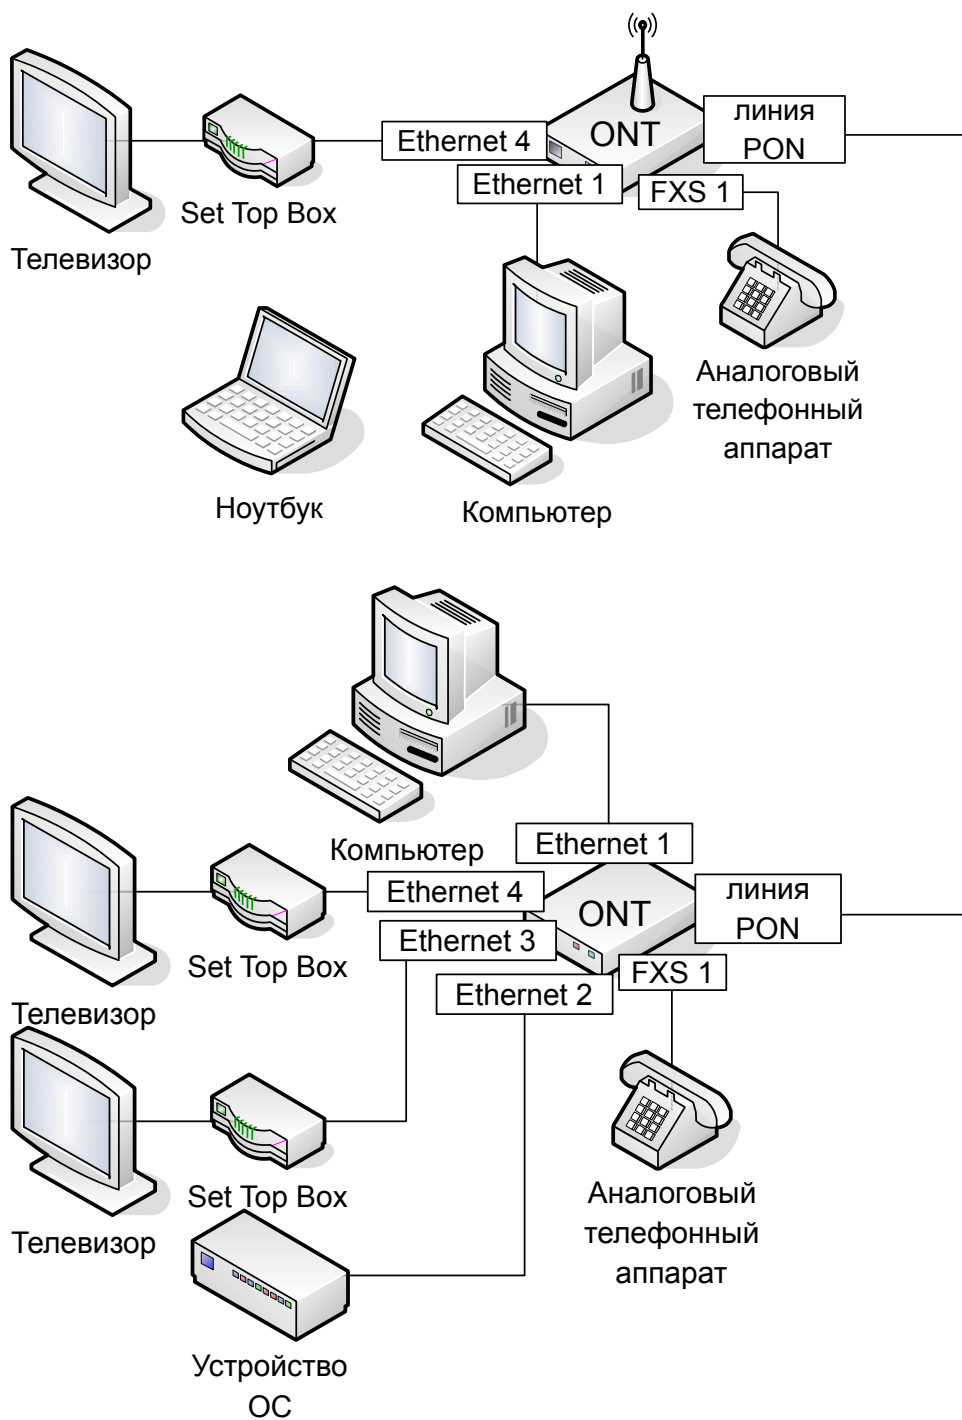 линия
PON
ONT
Ethernet 4
Ethernet 1
FXS 1
Set Top Box
Телевизор
Аналоговый
телефонный
аппарат
Ноутбук
Компьютер
Ethernet 1
Компьютер
Ethernet 4
линия
PON
ONT
Ethernet 3
Set Top Box
FXS 1
Ethernet 2
Телевизор
Set Top Box
Аналоговый
телефонный
аппарат
Телевизор
Устройство
ОС